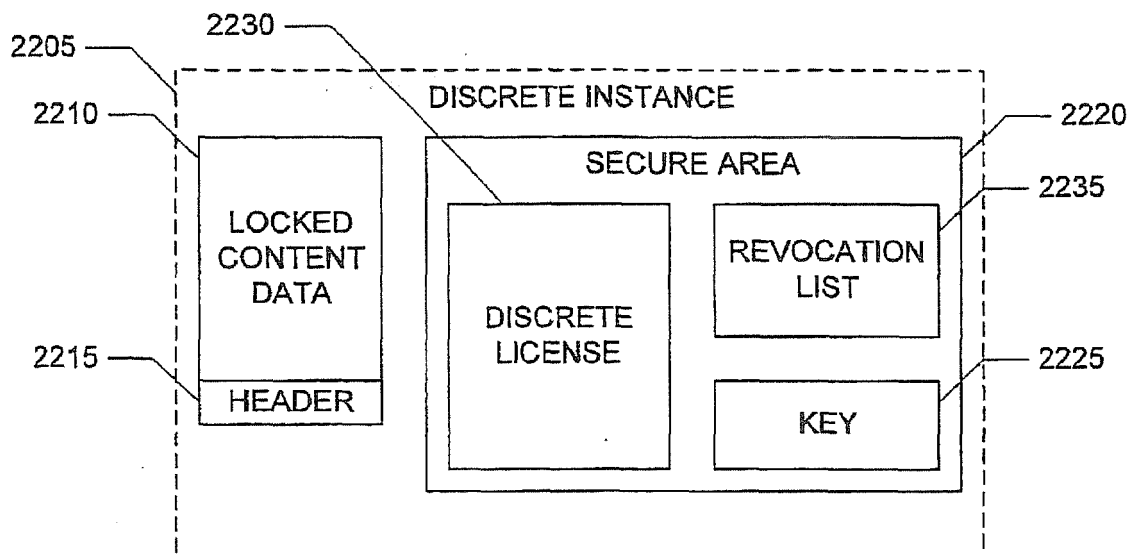 2230
2205
DISCRETE INSTANCE
2210
2220
SECURE AREA
2235
LOCKED
CONTENT
DATA
REVOCATION
LIST
DISCRETE
LICENSE
2215
2225
HEADER
KEY